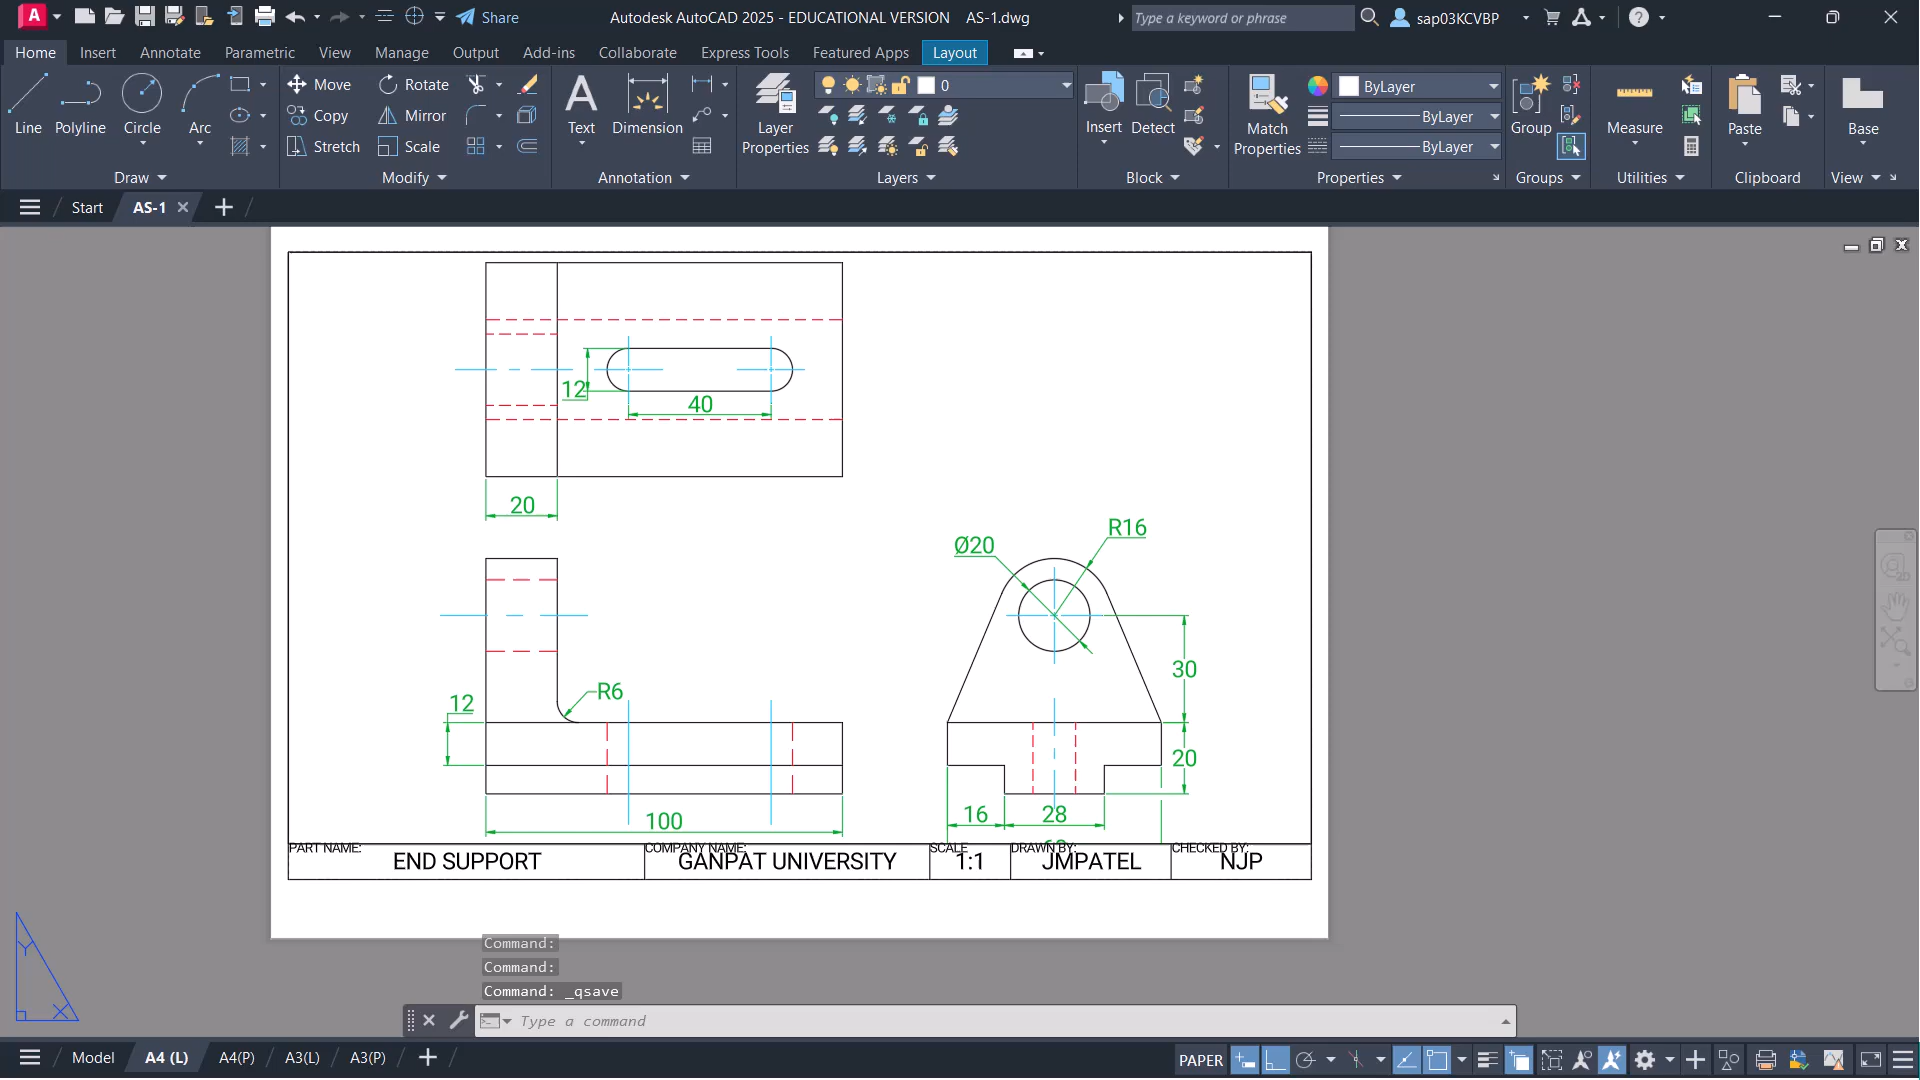 Share
Autodesk AutoCAD 2025 - EDUCATIONAL VERSION AS-1.dwg
Type a keyword or phrase
sap03KCVBP
Home Insert Annotate Parametric View Manage Output Add-ins Collaborate Express Tools Featured Apps Layout
Line Polyline Circle Arc
Move Rotate
Copy Mirror
Stretch Scale
Text Dimension
Layer
Properties
0
Insert Detect
Match
Properties
ByLayer
ByLayer
ByLayer
Group Measure Paste Base
Draw Modify Annotation Layers Block Properties Groups Utilities Clipboard View
Start AS-1
12
40
20
R16
Ø20
30
R6
12
20
16 28
100
PART NAME: COMPANY NAME: SCALE DRAWN BY: CHECKED BY:
END SUPPORT GANPAT UNIVERSITY 1:1 JMPATEL NJP
Y
X
Command:
Command:
Command: _qsave
Type a command
Model A4 (L) A4(P) A3(L) A3(P)
PAPER